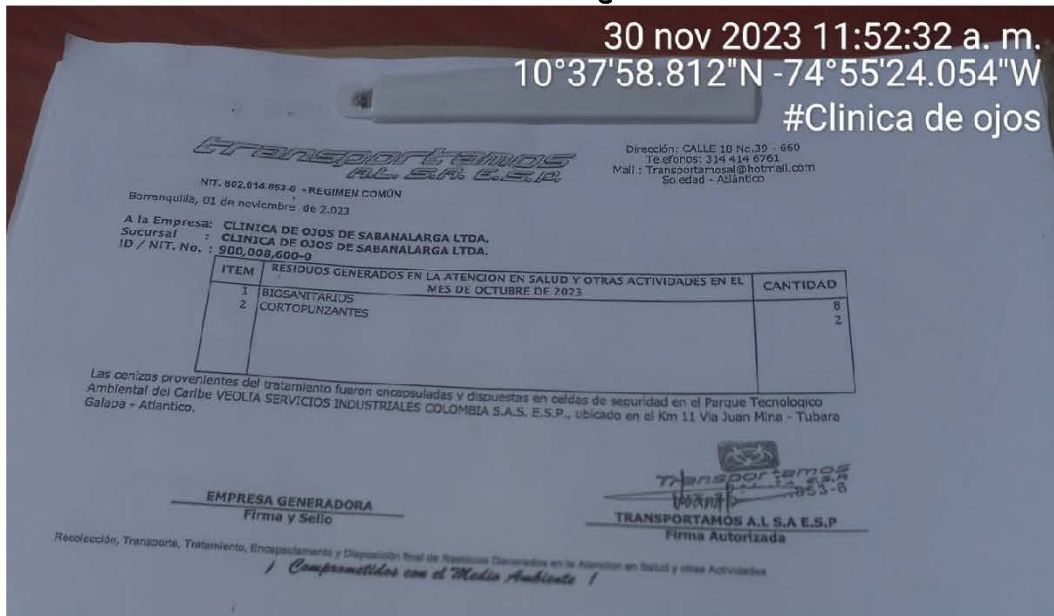 30 nov 2023 11:52:32 a. m.
10°37'58.812"N -74°55'24.054"W
#Clinica de ojos
Transportamos
AL. S.A. E.S.P.
Dirección: CALLE 18 No.39 - 660
Telefonos: 314 414 6761
Mail : Transportamosal@hotmail.com
Soledad - Atlántico
NIT. 802.014.853-6 - REGIMEN COMÚN
Barranquilla, 01 de noviembre de 2.023
A la Empresa: CLINICA DE OJOS DE SABANALARGA LTDA.
Sucursal : CLINICA DE OJOS DE SABANALARGA LTDA.
ID / NIT. No. : 900,008,600-0
ITEM RESIDUOS GENERADOS EN LA ATENCION EN SALUD Y OTRAS ACTIVIDADES EN EL MES DE OCTUBRE DE 2023 CANTIDAD
1 BIOSANITARIOS 8
2 CORTOPUNZANTES 2
Las cenizas provenientes del tratamiento fueron encapsuladas y dispuestas en celdas de seguridad en el Parque Tecnologico
Ambiental del Caribe VEOLIA SERVICIOS INDUSTRIALES COLOMBIA S.A.S. E.S.P., ubicado en el Km 11 Via Juan Mina - Tubara
Galapa - Atlantico.
EMPRESA GENERADORA
Firma y Sello
Transportamos
853-6
TRANSPORTAMOS A.L S.A E.S.P
Firma Autorizada
Recolección, Transporte, Tratamiento, Encapsulamiento y Disposición final de Residuos Generados en la Atencion en Salud y otras Actividades
¡ Comprometidos con el Medio Ambiente !